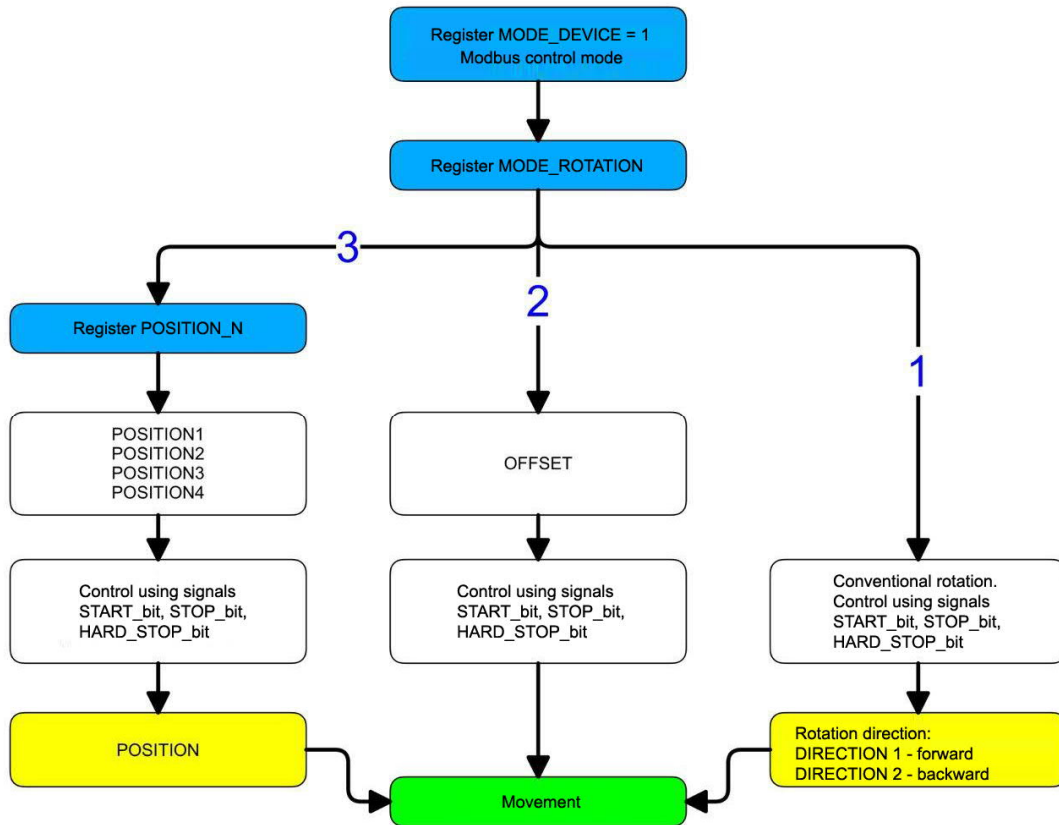 Register MODE_DEVICE = 1
Modbus control mode
Register MODE_ROTATION
3
2
1
Register POSITION_N
POSITION1
POSITION2
POSITION3
POSITION4
OFFSET
Control using signals
START_bit, STOP_bit,
HARD_STOP_bit
Control using signals
START_bit, STOP_bit,
HARD_STOP_bit
Conventional rotation.
Control using signals
START_bit, STOP_bit,
HARD_STOP_bit
POSITION
Rotation direction:
DIRECTION 1 - forward
DIRECTION 2 - backward
Movement